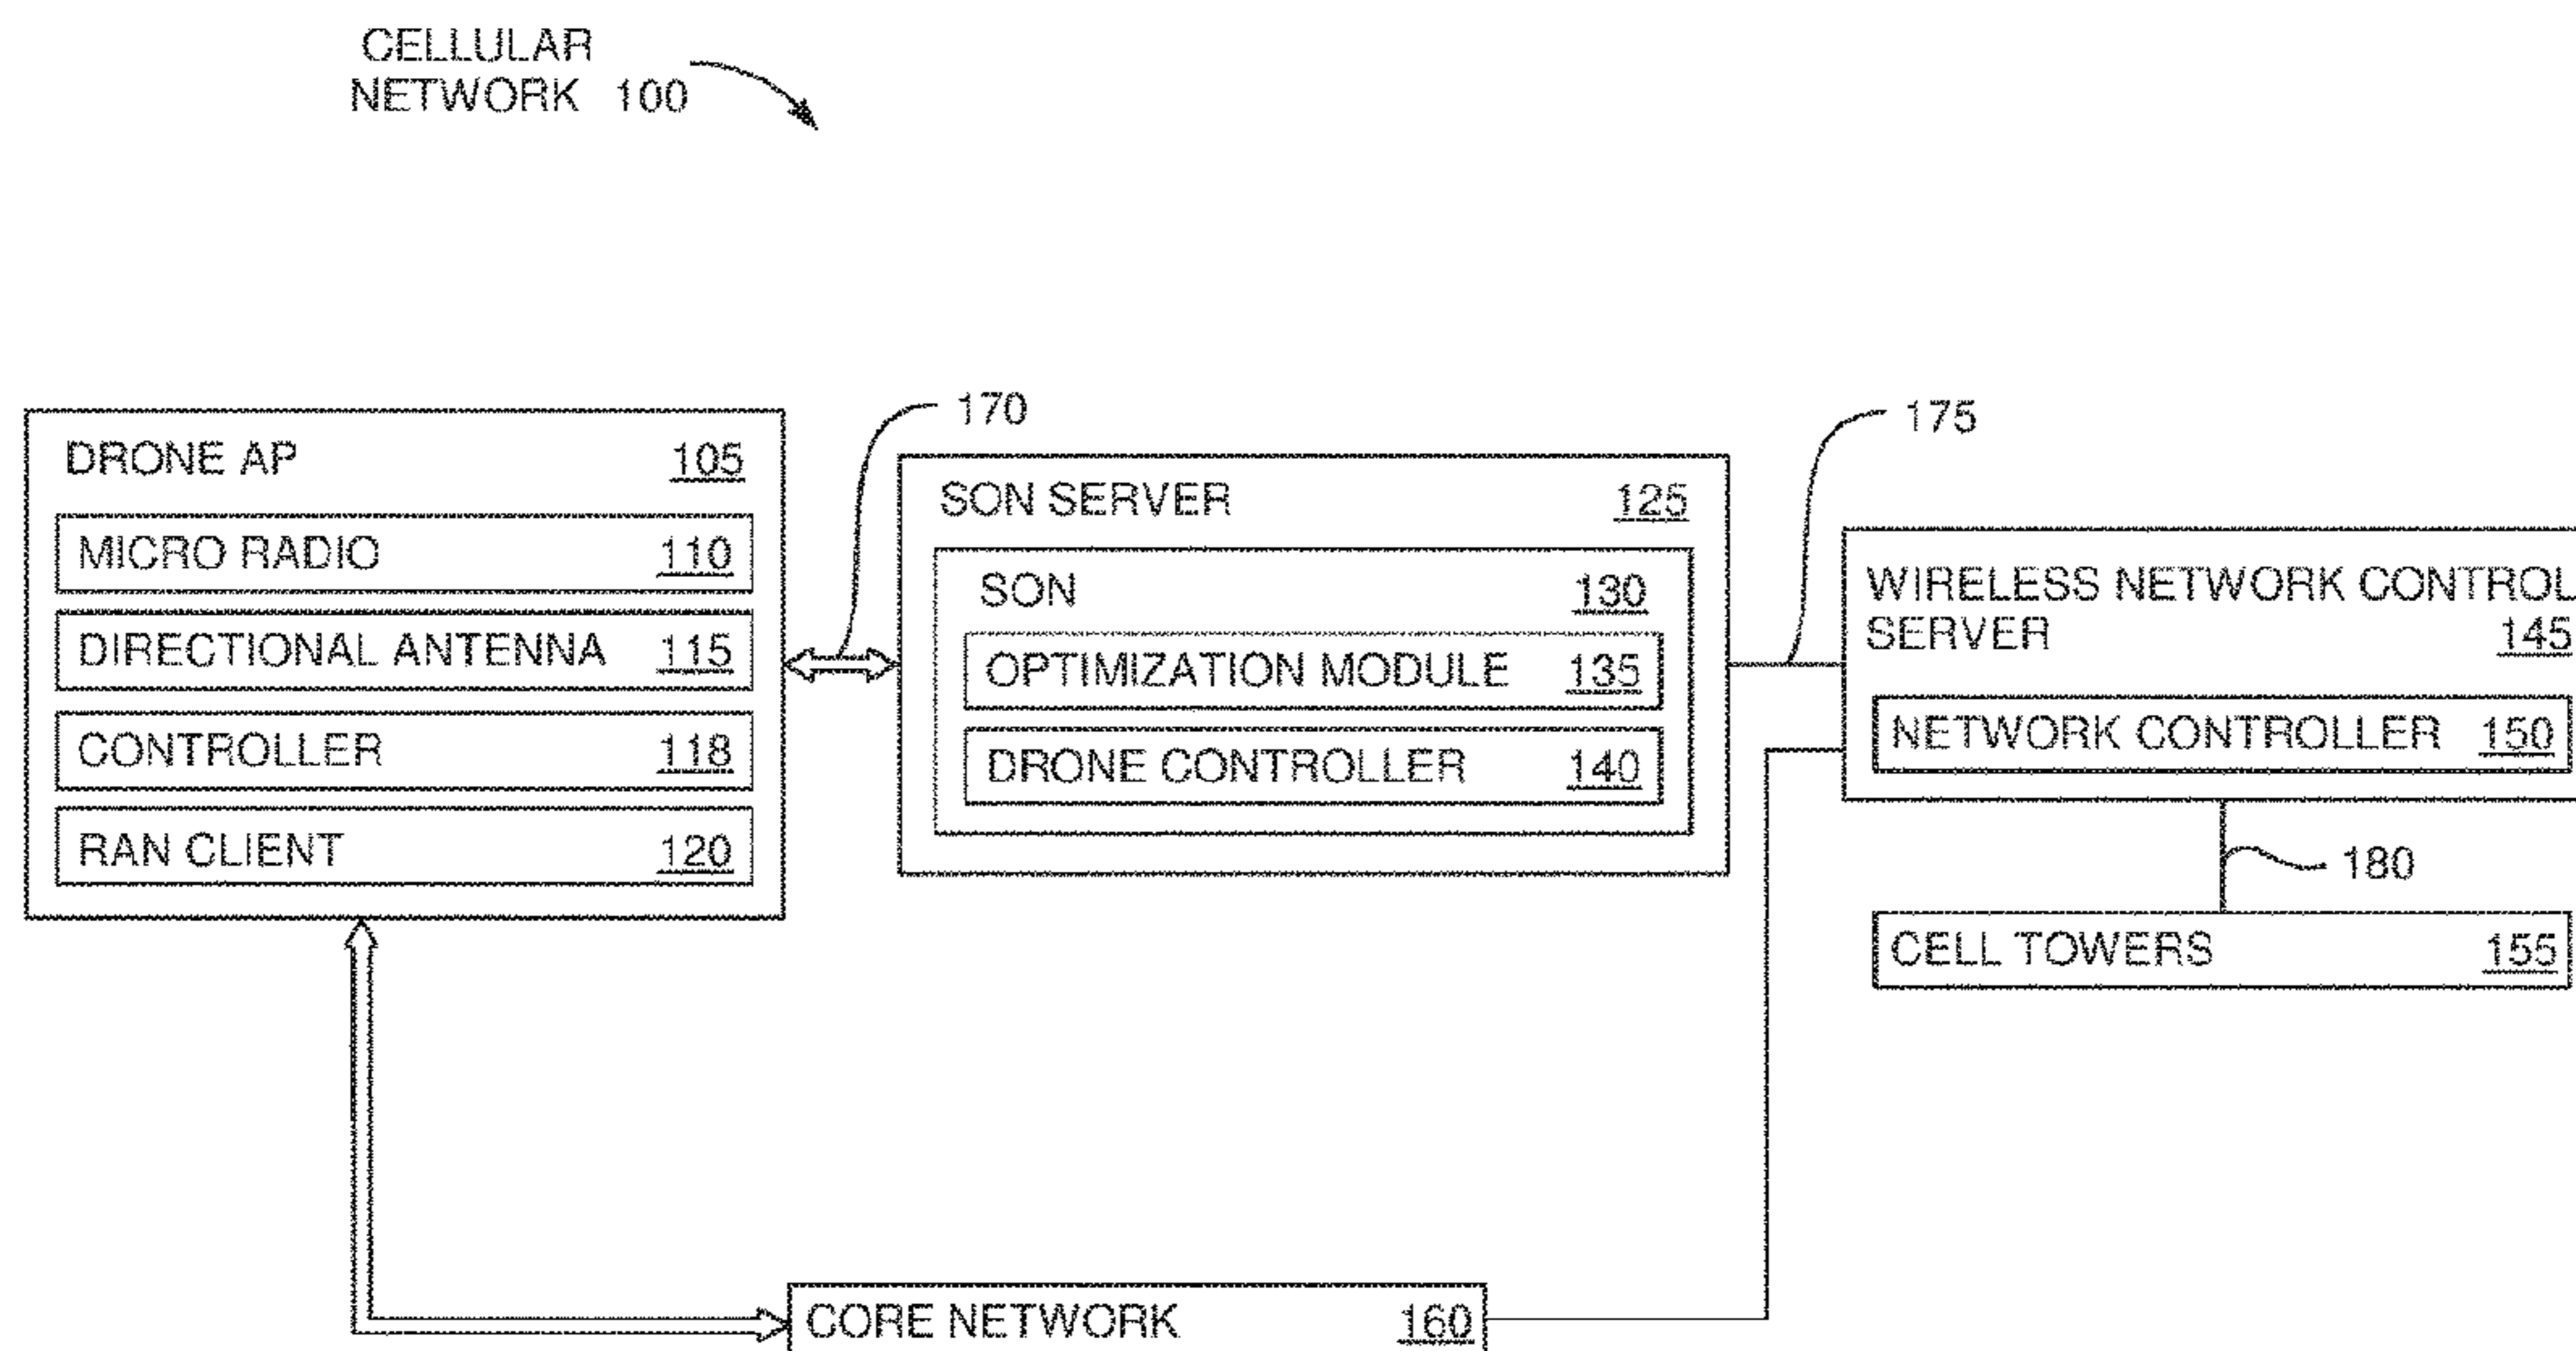 CELLULAR
NETWORK 100
170
175
DRONE AP 105
MICRO RADIO 110
DIRECTIONAL ANTENNA 115
CONTROLLER 118
RAN CLIENT 120
SON SERVER 125
SON 130
OPTIMIZATION MODULE 135
DRONE CONTROLLER 140
WIRELESS NETWORK CONTROL
SERVER 145
NETWORK CONTROLLER 150
180
CELL TOWERS 155
CORE NETWORK 160